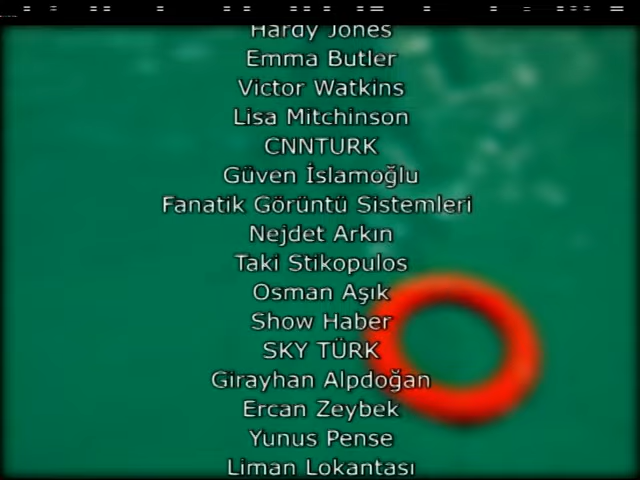 Hardy Jones
Emma Butler
Victor Watkins
Lisa Mitchinson
CNNTURK
Güven İslamoğlu
Fanatik Görüntü Sistemleri
Nejdet Arkın
Taki Stikopulos
Osman Aşık
Show Haber
SKY TÜRK
Girayhan Alpdoğan
Ercan Zeybek
Yunus Pense
Liman Lokantası